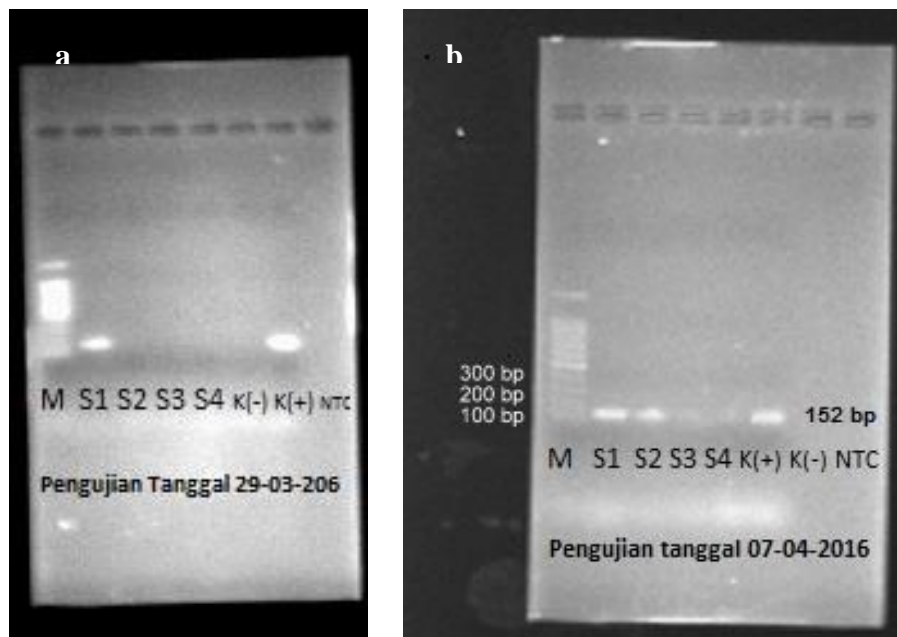 a
M S1 S2 S3 S4 K(-) K(+) NTC
Pengujian Tanggal 29-03-206
b
300 bp
200 bp
100 bp
152 bp
M S1 S2 S3 S4 K(+) K(-) NTC
Pengujian tanggal 07-04-2016